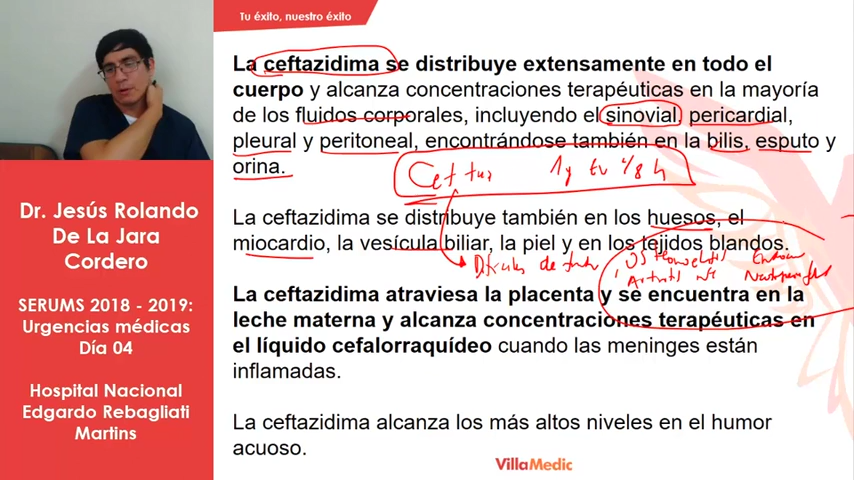 Tu éxito, nuestro éxito
La ceftazidima se distribuye extensamente en todo el
cuerpo y alcanza concentraciones terapéuticas en la mayoría
de los fluidos corporales, incluyendo el sinovial, pericardial,
pleural y peritoneal, encontrándose también en la bilis, esputo y
orina.
1g ev c/8 h
La ceftazidima se distribuye también en los huesos, el
miocardio, la vesícula biliar, la piel y en los tejidos blandos.
La ceftazidima atraviesa la placenta y se encuentra en la
leche materna y alcanza concentraciones terapéuticas en
el líquido cefalorraquídeo cuando las meninges están
inflamadas.
La ceftazidima alcanza los más altos niveles en el humor
acuoso.
Dr. Jesús Rolando
De La Jara
Cordero
SERUMS 2018 - 2019:
Urgencias médicas
Día 04
Hospital Nacional
Edgardo Rebagliati
Martins
VillaMedic